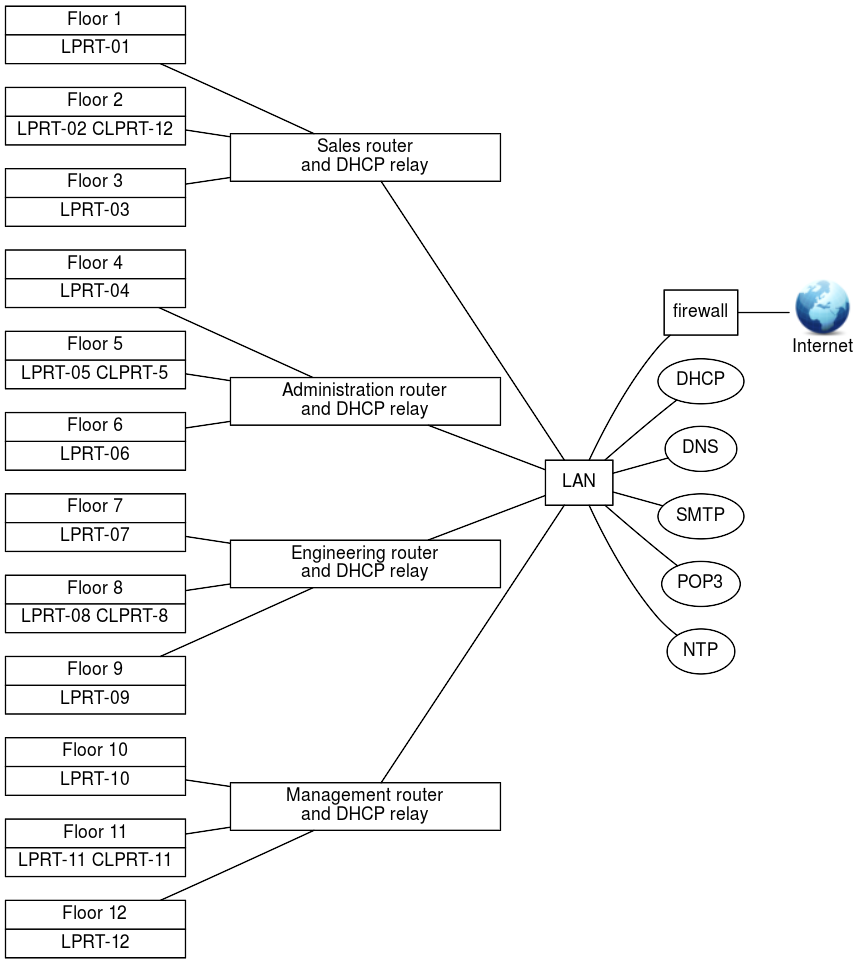 Floor 1
LPRT-01
Floor 2
LPRT-02 CLPRT-12
Floor 3
LPRT-03
Sales router
and DHCP relay
Floor 4
LPRT-04
Floor 5
LPRT-05 CLPRT-5
Floor 6
LPRT-06
Administration router
and DHCP relay
Floor 7
LPRT-07
Floor 8
LPRT-08 CLPRT-8
Floor 9
LPRT-09
Engineering router
and DHCP relay
Floor 10
LPRT-10
Floor 11
LPRT-11 CLPRT-11
Floor 12
LPRT-12
Management router
and DHCP relay
LAN
firewall
Internet
DHCP
DNS
SMTP
POP3
NTP